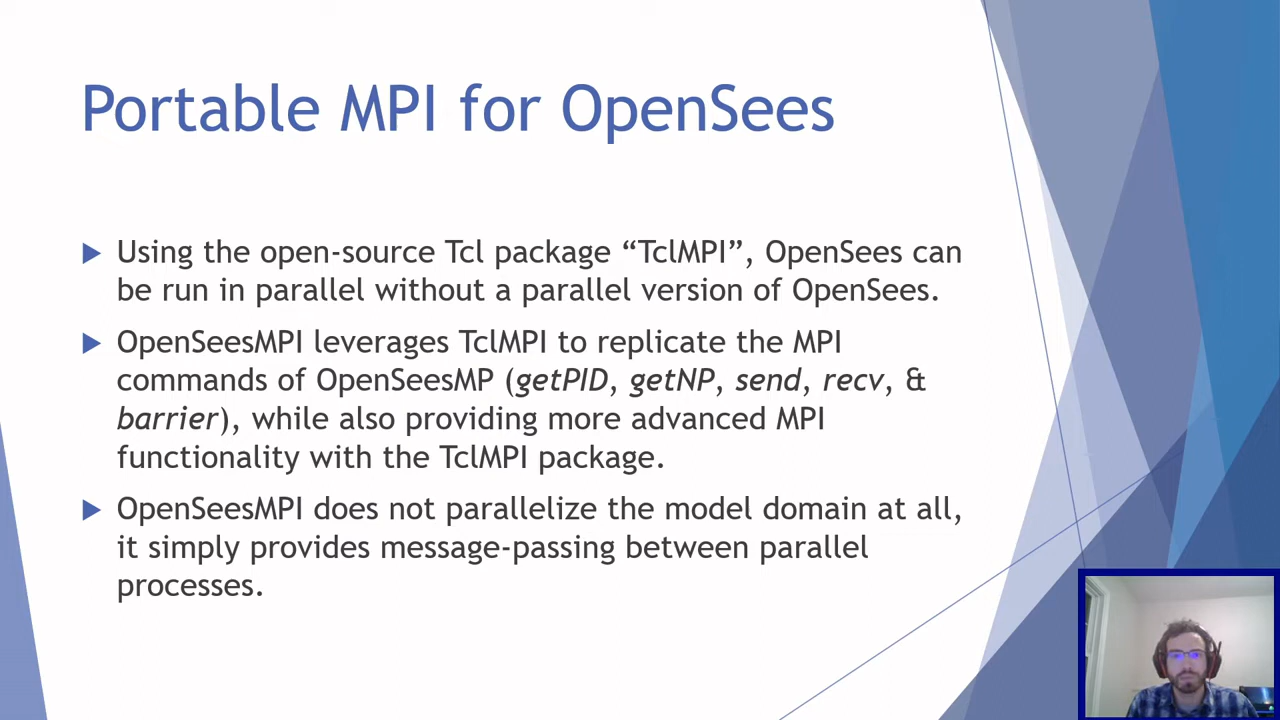 Portable MPI for OpenSees
Using the open-source Tcl package “TclMPI”, OpenSees can
be run in parallel without a parallel version of OpenSees.
OpenSeesMPI leverages TclMPI to replicate the MPI
commands of OpenSeesMP (getPID, getNP, send, recv, &
barrier), while also providing more advanced MPI
functionality with the TclMPI package.
OpenSeesMPI does not parallelize the model domain at all,
it simply provides message-passing between parallel
processes.